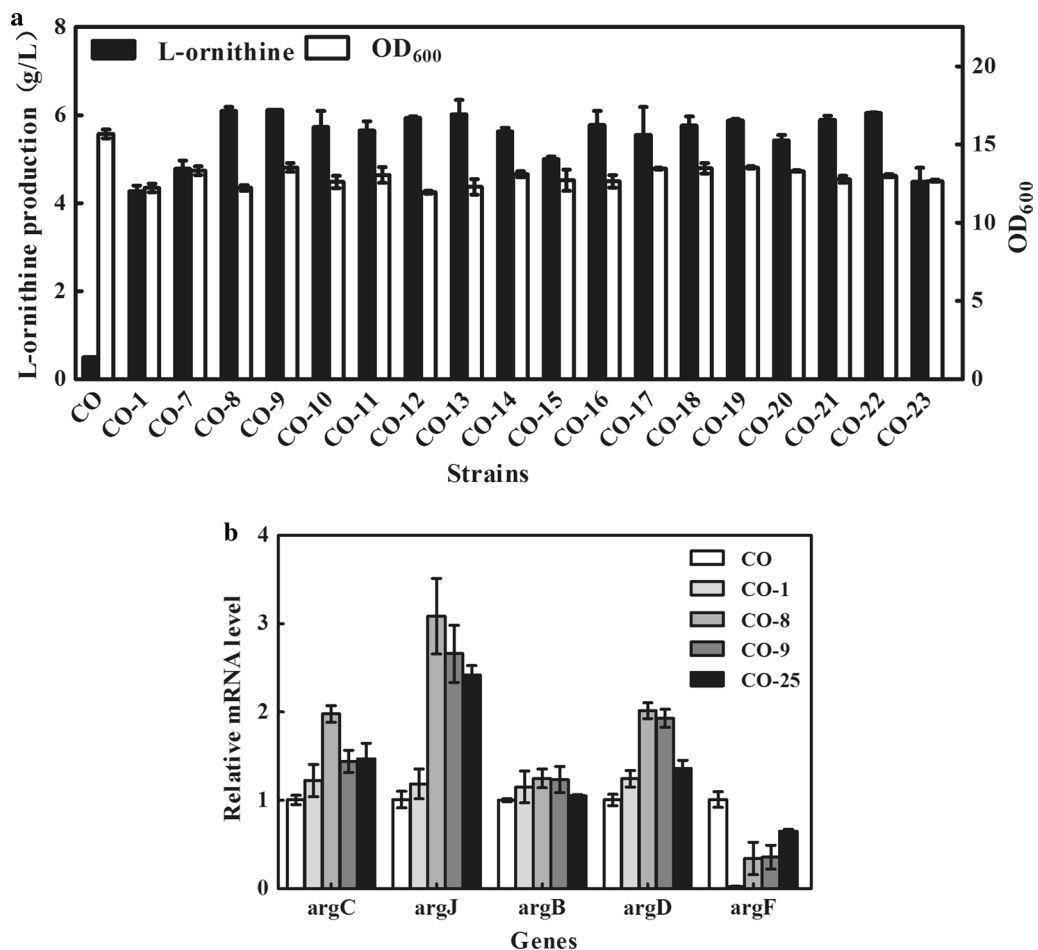 a
L-ornithine production (g/L)
8
6
4
2
0
L-ornithine
OD600
20
15
10
5
0
OD600
CO
CO-1
CO-7
CO-8
CO-9
CO-10
CO-11
CO-12
CO-13
CO-14
CO-15
CO-16
CO-17
CO-18
CO-19
CO-20
CO-21
CO-22
CO-23
Strains
b
Relative mRNA level
4
3
2
1
0
CO
CO-1
CO-8
CO-9
CO-25
argC
argJ
argB
argD
argF
Genes